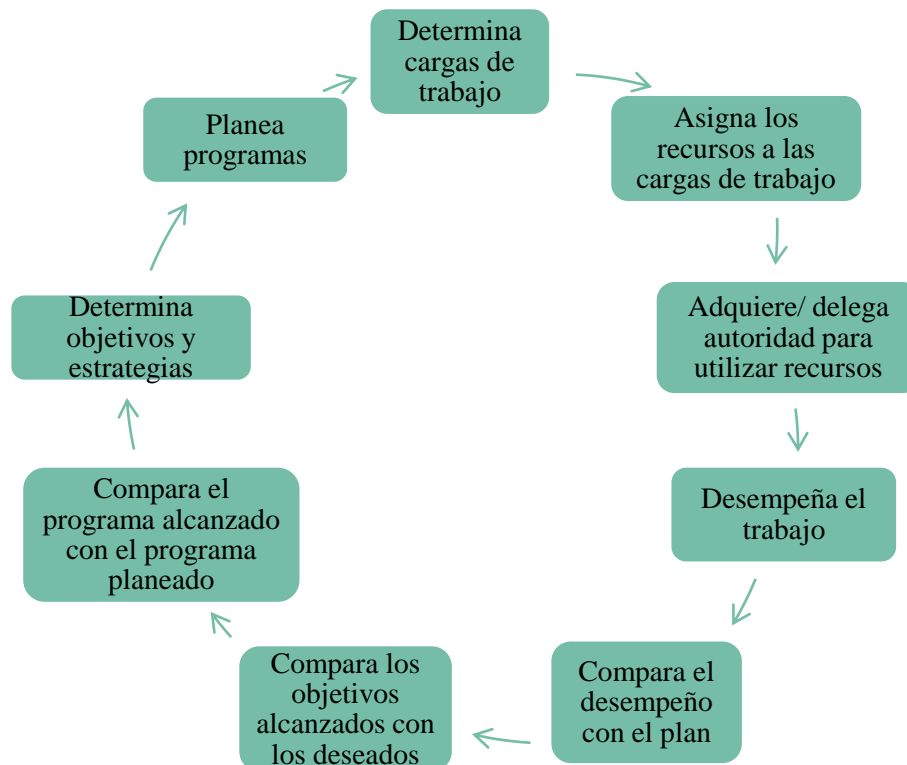 Determina
cargas de
trabajo
Asigna los
recursos a las
cargas de trabajo
Adquiere/ delega
autoridad para
utilizar recursos
Desempeña el
trabajo
Compara el
desempeño
con el plan
Compara los
objetivos
alcanzados con
los deseados
Compara el
programa alcanzado
con el programa
planeado
Determina
objetivos y
estrategias
Planea
programas